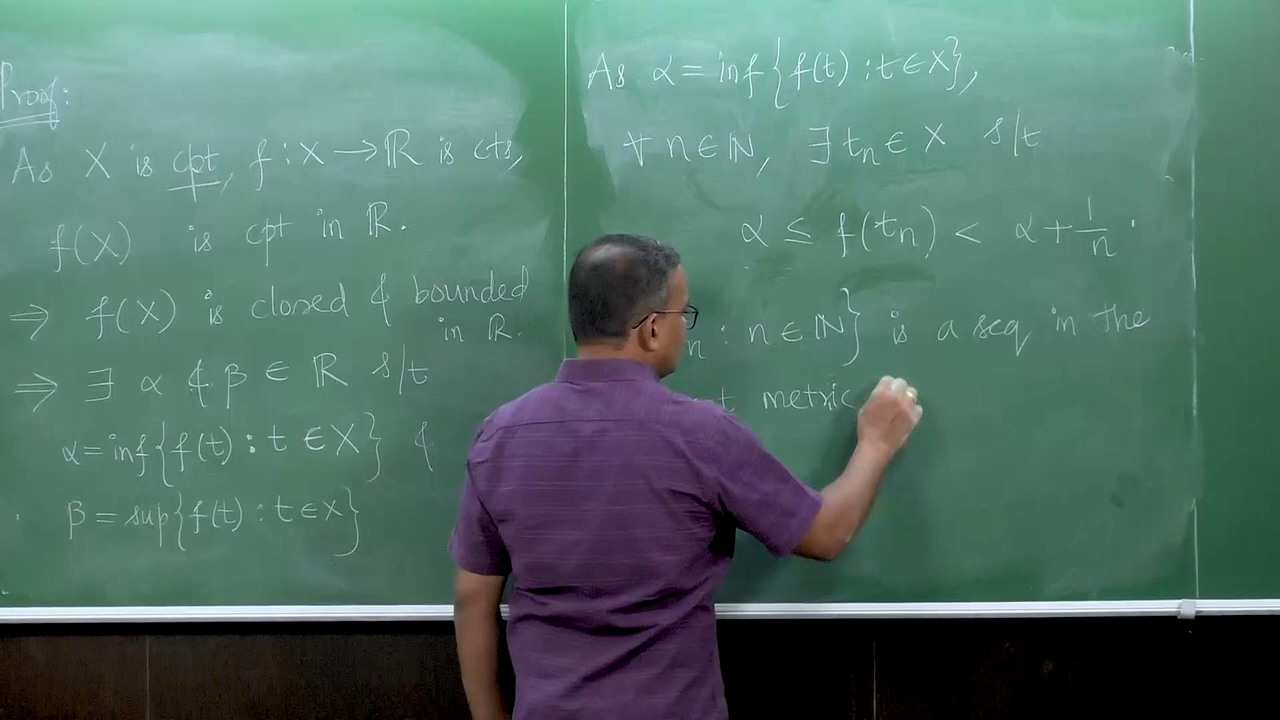 Proof:
As X is cpt, f : X → ℝ is cts,
f(X) is cpt in ℝ.
⇒ f(X) is closed & bounded
in ℝ.
⇒ ∃ α & β ∈ ℝ s/t
α = inf{f(t) : t ∈ X} &
β = sup{f(t) : t ∈ X}
As α = inf{f(t) : t ∈ X},
∀ n ∈ ℕ, ∃ tₙ ∈ X s/t
α ≤ f(tₙ) < α + 1/n.
n : n ∈ ℕ} is a seq in the
metric